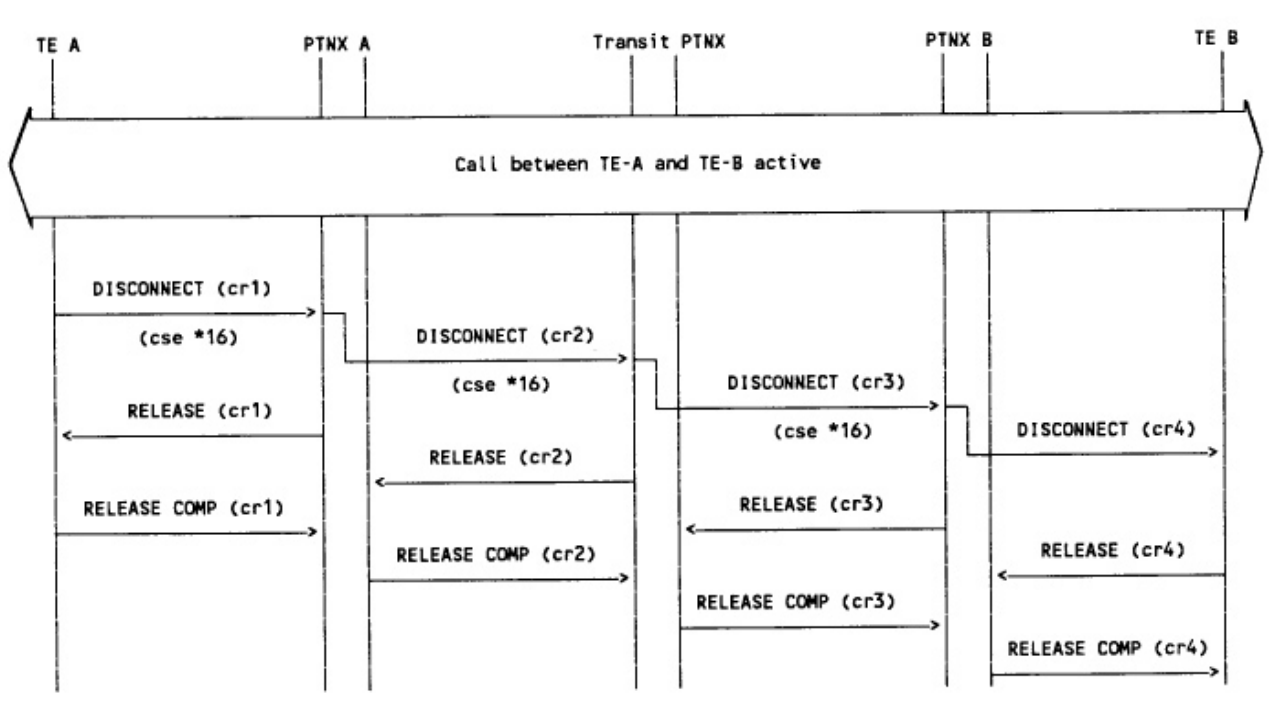 TE A
PTNX A
Transit PTNX
PTNX B
TE B
Call between TE-A and TE-B active
DISCONNECT (cr1)
(cse *16)
DISCONNECT (cr2)
(cse *16)
DISCONNECT (cr3)
(cse *16)
DISCONNECT (cr4)
RELEASE (cr1)
RELEASE (cr2)
RELEASE (cr3)
RELEASE (cr4)
RELEASE COMP (cr1)
RELEASE COMP (cr2)
RELEASE COMP (cr3)
RELEASE COMP (cr4)